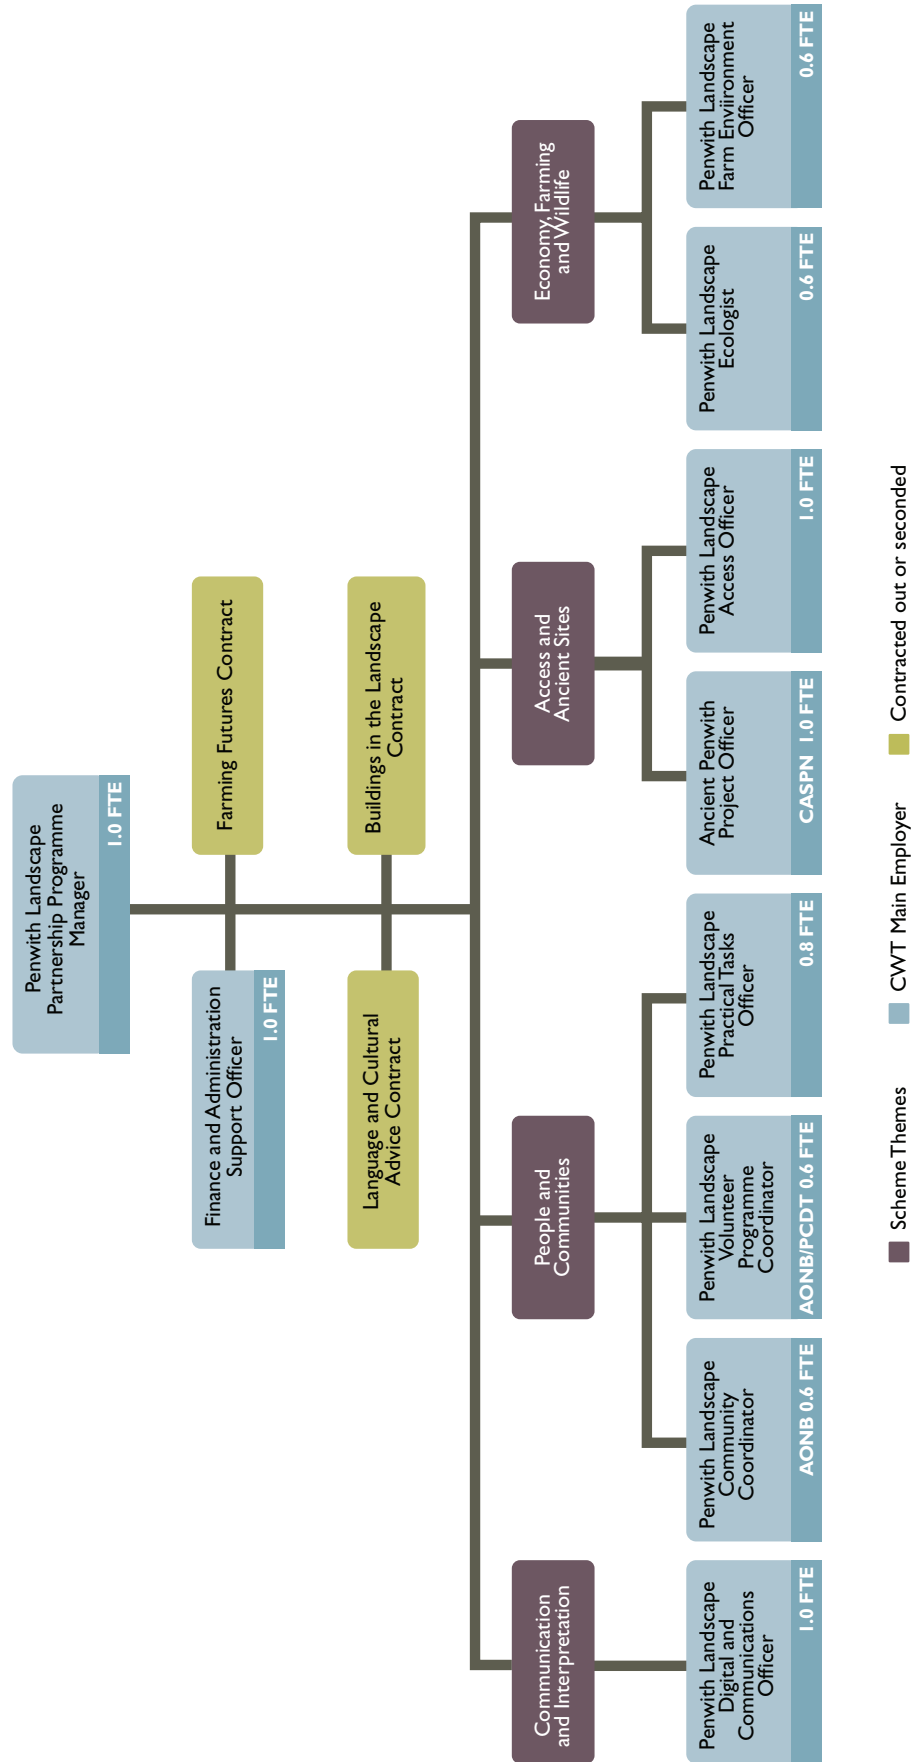 Penwith Landscape
Partnership Programme
Manager
1.0 FTE
Finance and Administration
Support Officer
1.0 FTE
Farming Futures Contract
Language and Cultural
Advice Contract
Buildings in the Landscape
Contract
Communication
and Interpretation
People and
Communities
Access and
Ancient Sites
Economy, Farming
and Wildlife
Penwith Landscape
Digital and
Communications
Officer
1.0 FTE
Penwith Landscape
Community
Coordinator
AONB 0.6 FTE
Penwith Landscape
Volunteer
Programme
Coordinator
AONB/PCDT 0.6 FTE
Penwith Landscape
Practical Tasks
Officer
0.8 FTE
Ancient Penwith
Project Officer
CASPN 1.0 FTE
Penwith Landscape
Access Officer
1.0 FTE
Penwith Landscape
Ecologist
0.6 FTE
Penwith Landscape
Farm Enviironment
Officer
0.6 FTE
Scheme Themes
CWT Main Employer
Contracted out or seconded